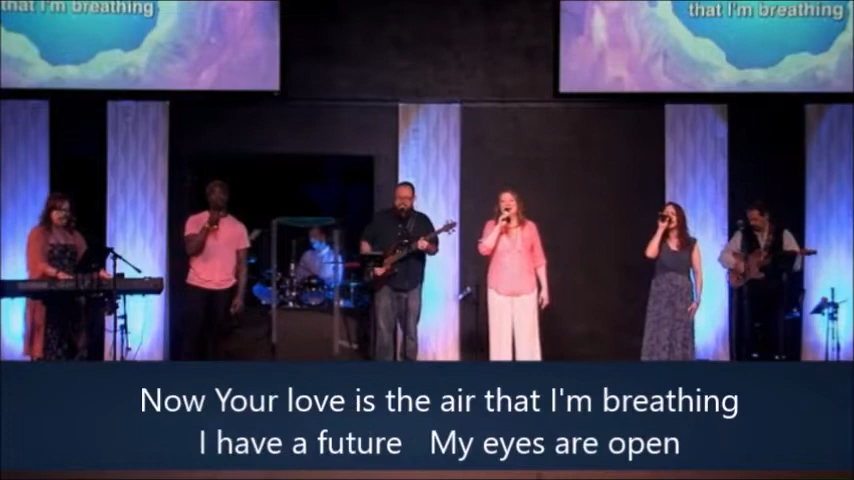 that I'm breathing
that I'm breathing
Now Your love is the air that I'm breathing
I have a future My eyes are open